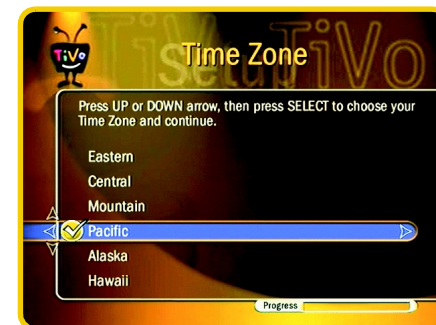 TiVo
Time Zone
Press UP or DOWN arrow, then press SELECT to choose your
Time Zone and continue.
Eastern
Central
Mountain
Pacific
Alaska
Hawaii
Progress